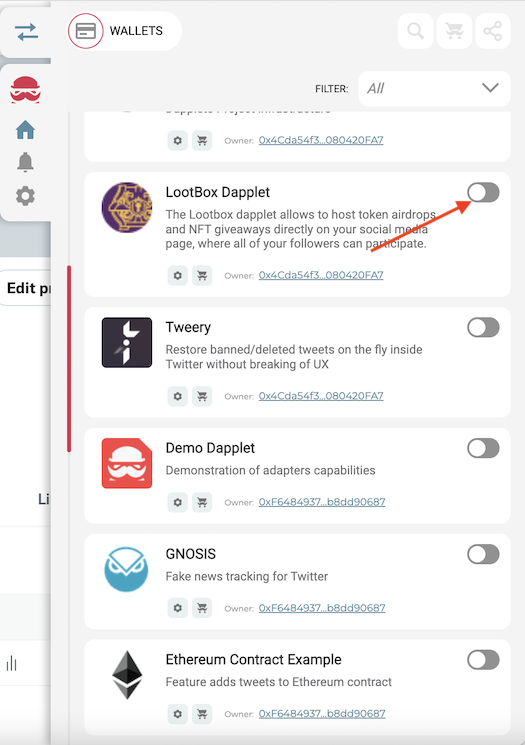 WALLETS
FILTER:
All
Dapplets Project Infrastructure
Owner: 0x4Cda54f3...080420FA7
LootBox Dapplet
The Lootbox dapplet allows to host token airdrops
and NFT giveaways directly on your social media
page, where all of your followers can participate.
Owner: 0x4Cda54f3...080420FA7
Edit pr
Tweery
Restore banned/deleted tweets on the fly inside
Twitter without breaking of UX
Owner: 0x4Cda54f3...080420FA7
Demo Dapplet
Demonstration of adapters capabilities
Li
Owner: 0xF6484937...b8dd90687
GNOSIS
Fake news tracking for Twitter
Owner: 0xF6484937...b8dd90687
Ethereum Contract Example
Feature adds tweets to Ethereum contract
Owner: 0xF6484937...b8dd90687